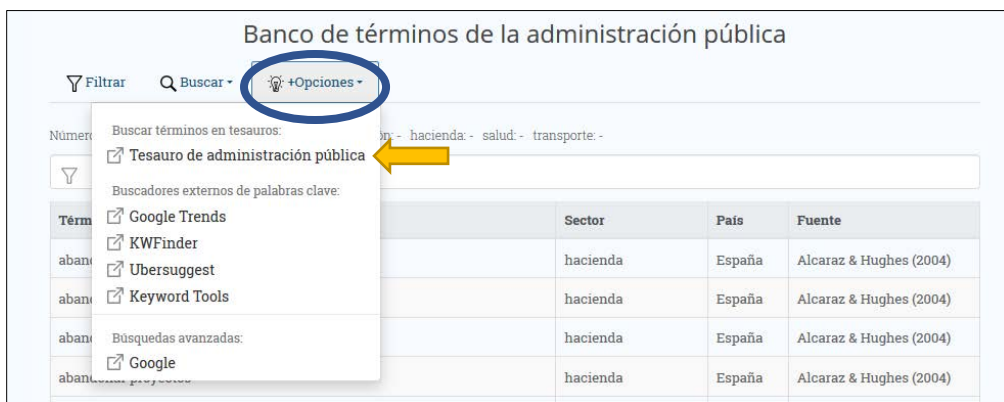 Banco de términos de la administración pública
Filtrar Buscar +Opciones
Buscar términos en tesauros:
hacienda: - salud: - transporte: -
Tesauro de administración pública
Buscadores externos de palabras clave:
Google Trends
Sector País Fuente
KWFinder
hacienda España Alcaraz & Hughes (2004)
Ubersuggest
Keyword Tools
hacienda España Alcaraz & Hughes (2004)
Búsquedas avanzadas:
hacienda España Alcaraz & Hughes (2004)
Google
hacienda España Alcaraz & Hughes (2004)